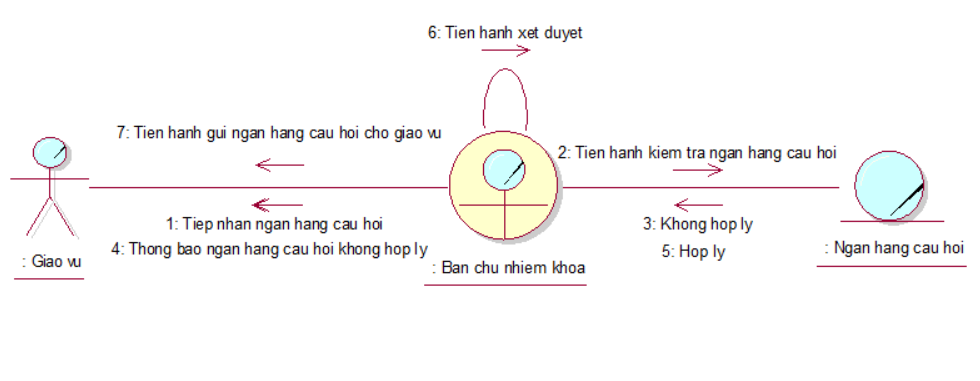 6: Tien hanh xet duyet
7: Tien hanh gui ngan hang cau hoi cho giao vu
2: Tien hanh kiem tra ngan hang cau hoi
1: Tiep nhan ngan hang cau hoi
3: Khong hop ly
4: Thong bao ngan hang cau hoi khong hop ly
5: Hop ly
: Giao vu
: Ban chu nhiem khoa
: Ngan hang cau hoi